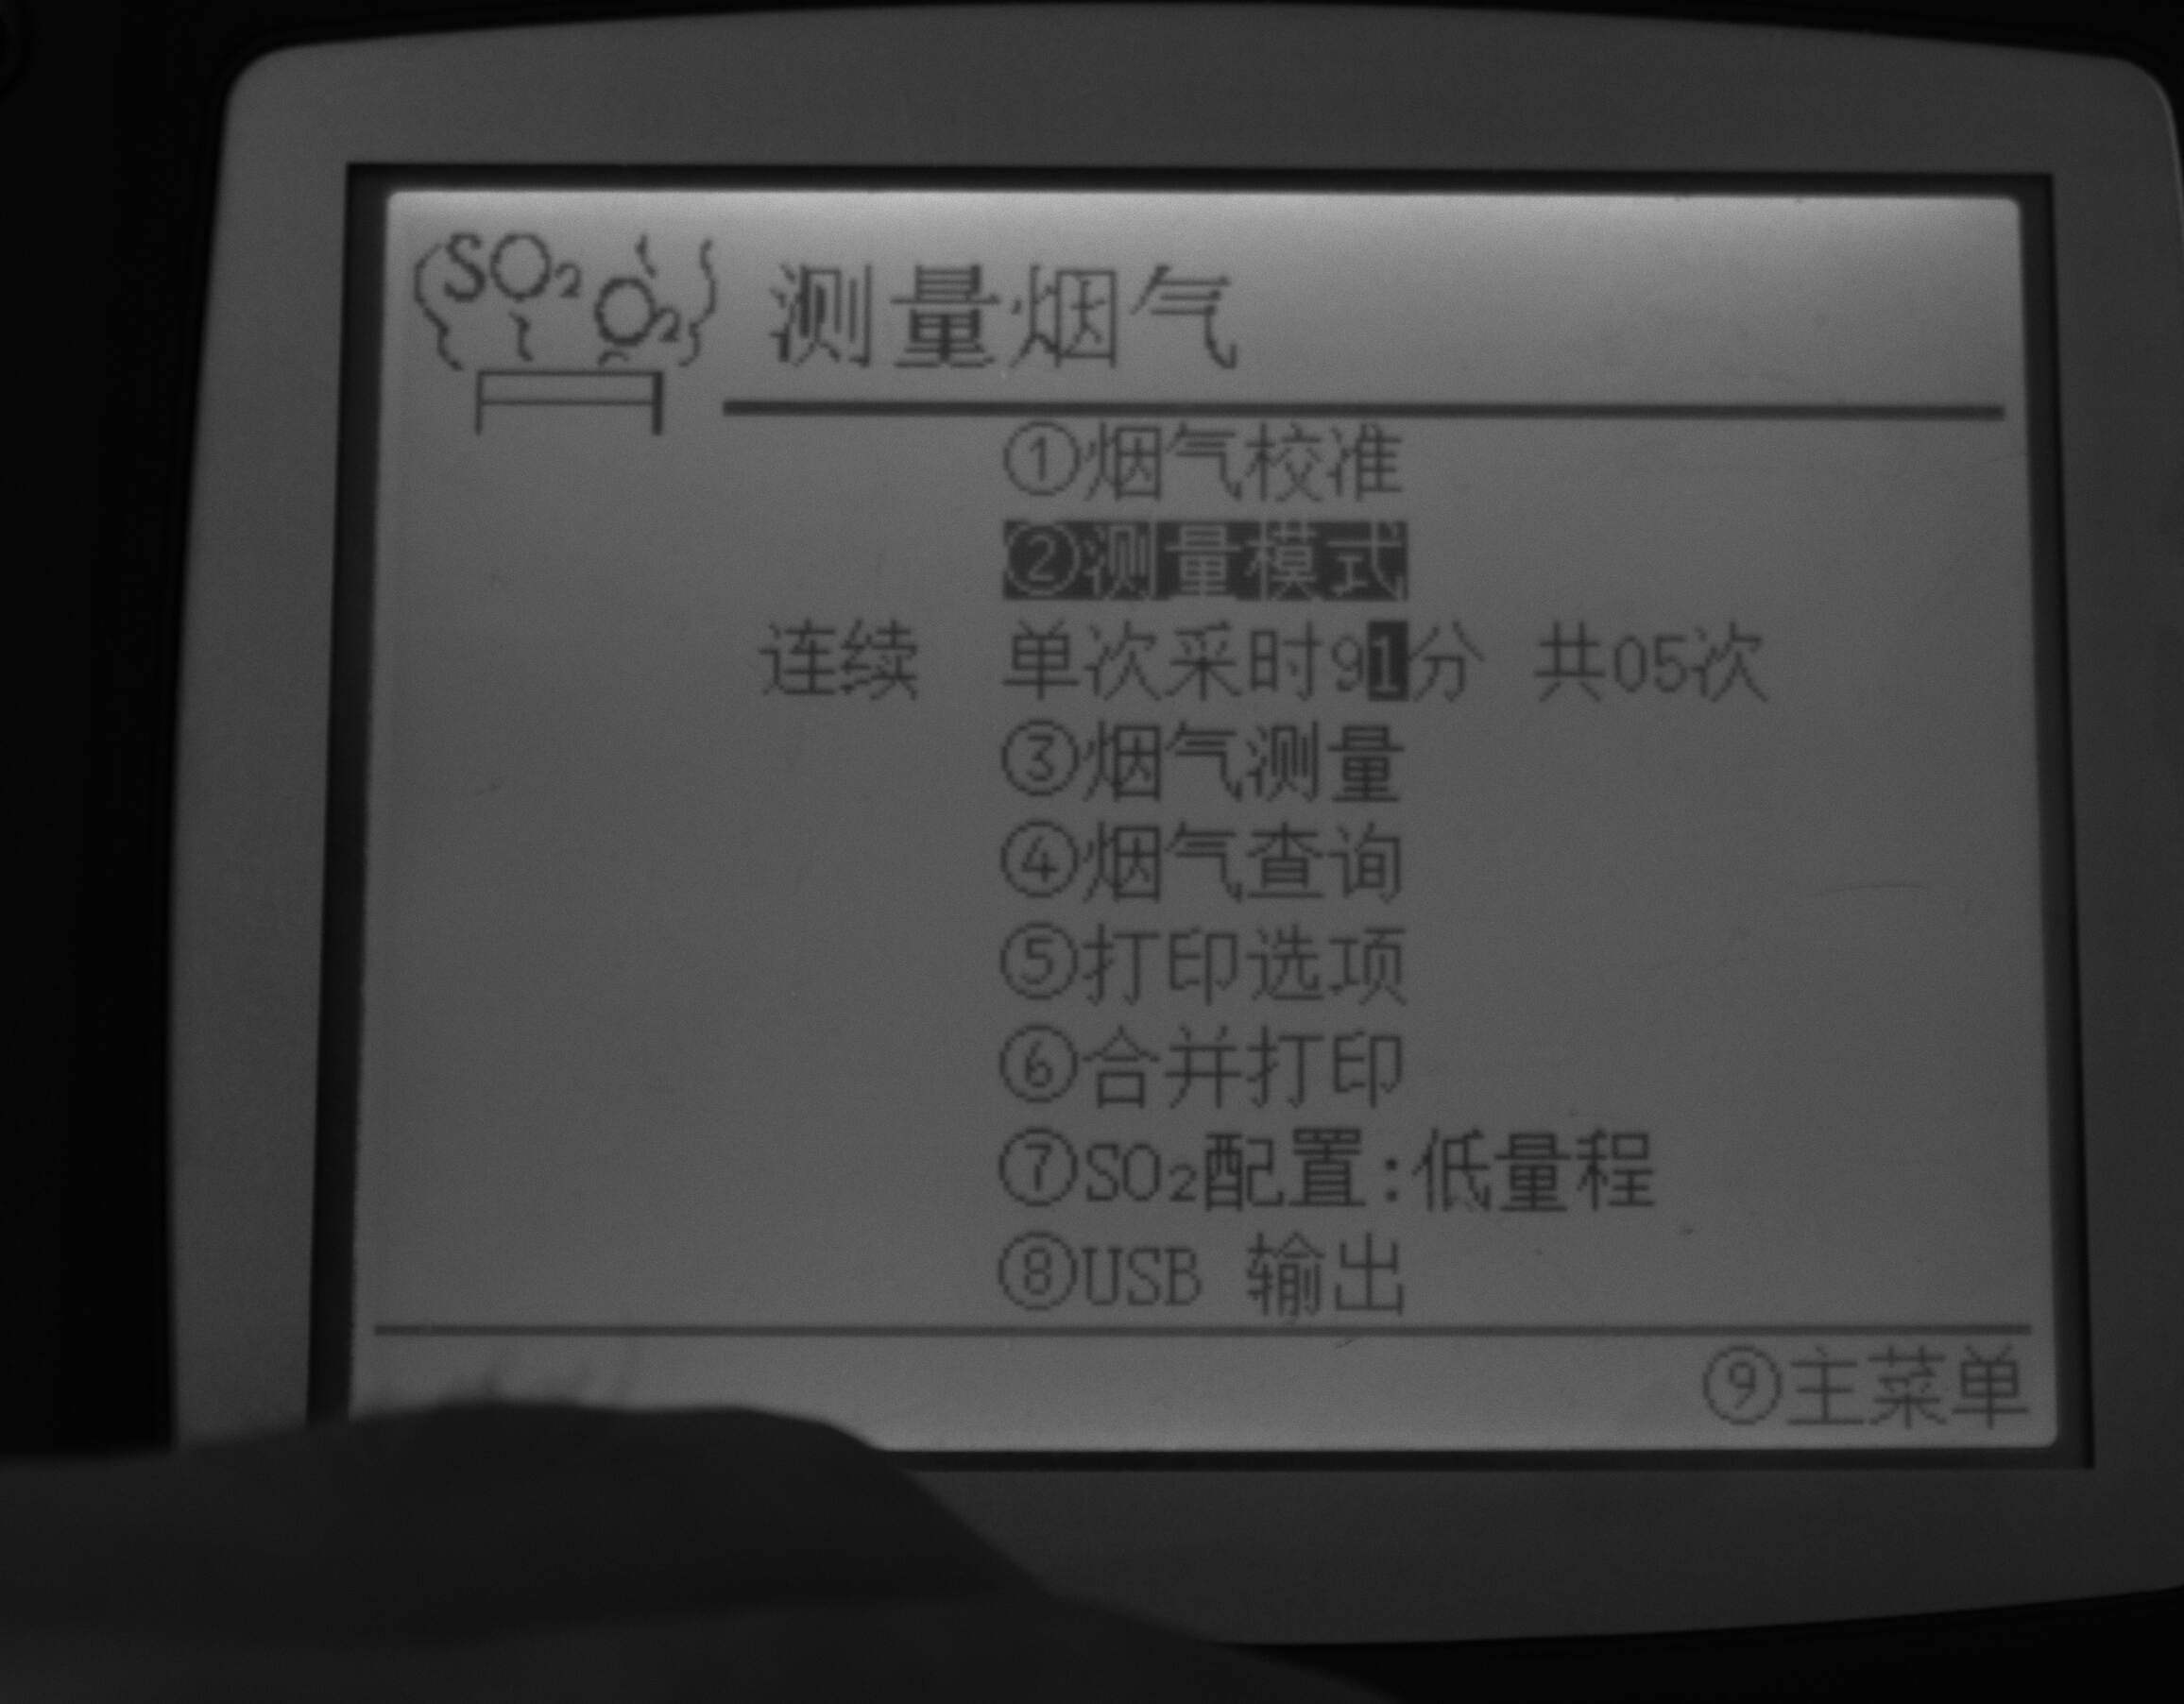 SO₂ O₂ 测量烟气
①烟气校准
②测量模式
连续 单次采时91分 共05次
③烟气测量
④烟气查询
⑤打印选项
⑥合并打印
⑦SO₂配置:低量程
⑧USB 输出
⑨主菜单